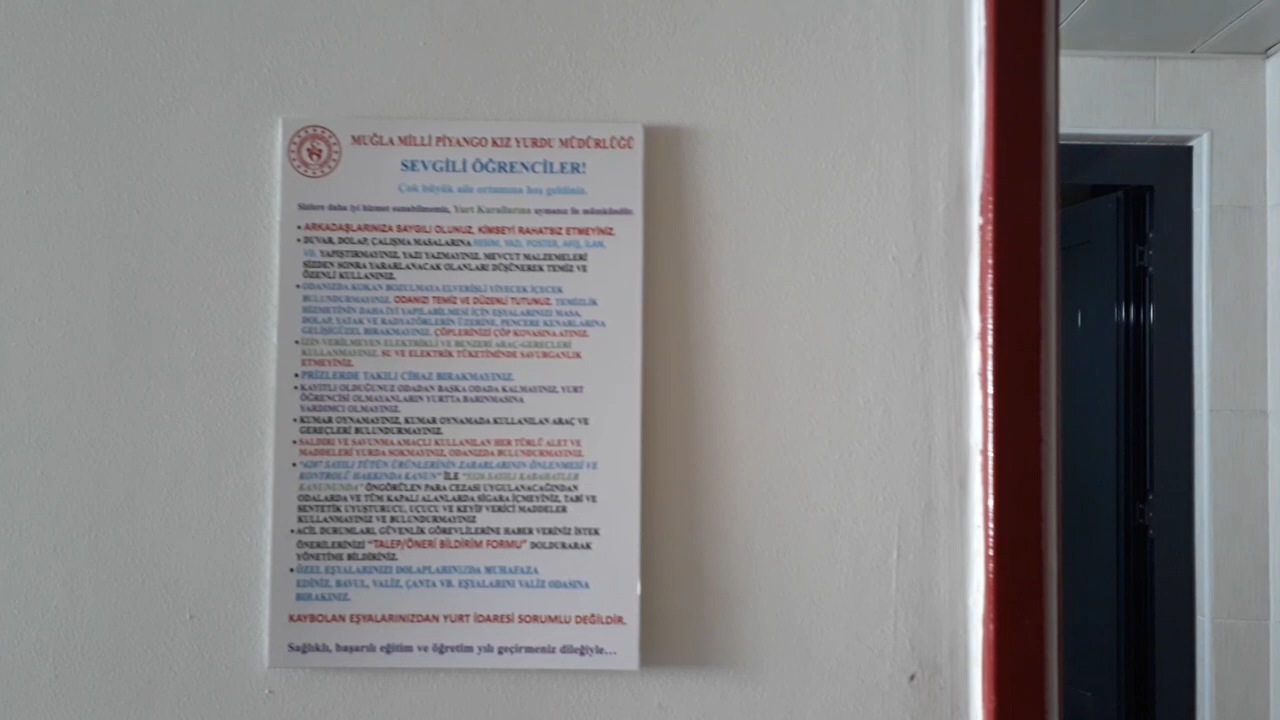 MUĞLA MİLLİ PİYANGO KIZ YURDU MÜDÜRLÜĞÜ
SEVGİLİ ÖĞRENCİLER!
Çok büyük aile ortamına hoş geldiniz.
Sizlere daha iyi hizmet sunabilmemiz, Yurt Kurallarına uymanız ile mümkündür.
• ARKADAŞLARINIZA SAYGILI OLUNUZ, KİMSEYİ RAHATSIZ ETMEYİNİZ.
• DUVAR, DOLAP, ÇALIŞMA MASALARINA RESİM, YAZI, POSTER, AFİŞ, İLAN,
VB. YAPIŞTIRMAYINIZ, YAZI YAZMAYINIZ. MEVCUT MALZEMELERİ
SİZDEN SONRA YARARLANACAK OLANLARI DÜŞÜNEREK TEMİZ VE
ÖZENLİ KULLANINIZ.
• ODANIZDA KOKAN BOZULMAYA ELVERİŞLİ YİYECEK İÇECEK
BULUNDURMAYINIZ. ODANIZI TEMİZ VE DÜZENLİ TUTUNUZ. TEMİZLİK
HİZMETİNİN DAHA İYİ YAPILABİLMESİ İÇİN EŞYALARINIZI MASA,
DOLAP, YATAK VE RADYATÖRLERİN ÜZERİNE, PENCERE KENARLARINA
GELİŞİGÜZEL BIRAKMAYINIZ. ÇÖPLERİNİZİ ÇÖP KOVASINA ATINIZ.
• İZİN VERİLMEYEN ELEKTRİKLİ VE BENZERİ ARAÇ-GEREÇLERİ
KULLANMAYINIZ. SU VE ELEKTRİK TÜKETİMİNDE SAVURGANLIK
ETMEYİNİZ.
• PRİZLERDE TAKILI CİHAZ BIRAKMAYINIZ.
• KAYITLI OLDUĞUNUZ ODADAN BAŞKA ODADA KALMAYINIZ, YURT
ÖĞRENCİSİ OLMAYANLARIN YURTTA BARINMASINA
YARDIMCI OLMAYINIZ.
• KUMAR OYNAMAYINIZ, KUMAR OYNAMADA KULLANILAN ARAÇ VE
GEREÇLERİ BULUNDURMAYINIZ.
• SALDIRI VE SAVUNMA AMAÇLI KULLANILAN HER TÜRLÜ ALET VE
MADDELERİ YURDA SOKMAYINIZ, ODANIZDA BULUNDURMAYINIZ.
• "4207 SAYILI TÜTÜN ÜRÜNLERİNİN ZARARLARININ ÖNLENMESİ VE
KONTROLÜ HAKKINDA KANUN" İLE "5326 SAYILI KABAHATLER
KANUNUNDA" ÖNGÖRÜLEN PARA CEZASI UYGULANACAĞINDAN
ODALARDA VE TÜM KAPALI ALANLARDA SİGARA İÇMEYİNİZ, TABİ VE
SENTETİK UYUŞTURUCU, UÇUCU VE KEYİF VERİCİ MADDELER
KULLANMAYINIZ VE BULUNDURMAYINIZ
• ACİL DURUMLARI, GÜVENLİK GÖREVLİLERİNE HABER VERİNİZ İSTEK
ÖNERİLERİNİZİ "TALEP/ÖNERİ BİLDİRİM FORMU" DOLDURARAK
YÖNETİME BİLDİRİNİZ.
• ÖZEL EŞYALARINIZI DOLAPLARINIZDA MUHAFAZA
EDİNİZ, BAVUL, VALİZ, ÇANTA VB. EŞYALARINI VALİZ ODASINA
BIRAKINIZ.
KAYBOLAN EŞYALARINIZDAN YURT İDARESİ SORUMLU DEĞİLDİR.
Sağlıklı, başarılı eğitim ve öğretim yılı geçirmeniz dileğiyle…